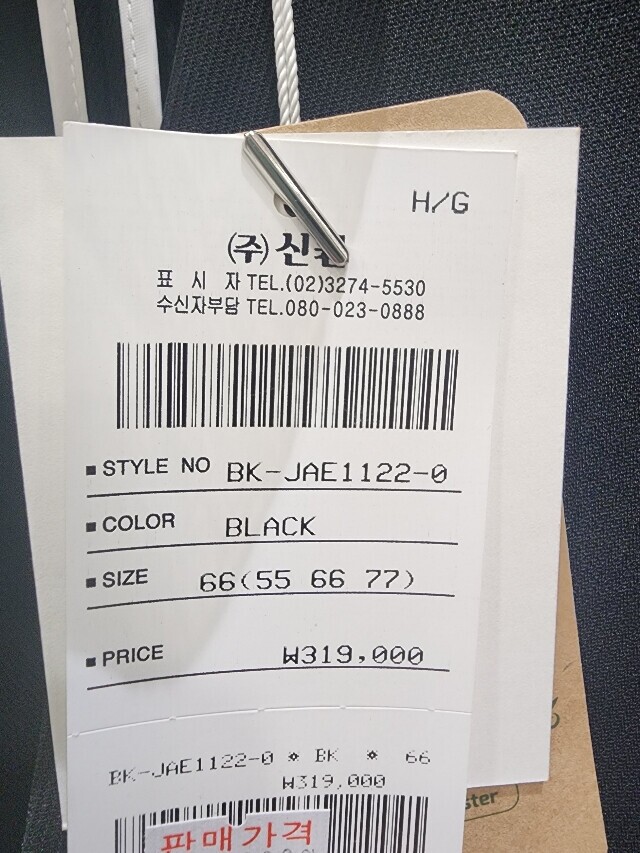 H/G
(주)신원
표 시 자 TEL.(02)3274-5530
수신자부담 TEL.080-023-0888
■ STYLE NO BK-JAE1122-0
■ COLOR BLACK
■ SIZE 66(55 66 77)
■ PRICE ₩319,000
BK-JAE1122-0 * BK * 66
₩319,000
판매가격
ster